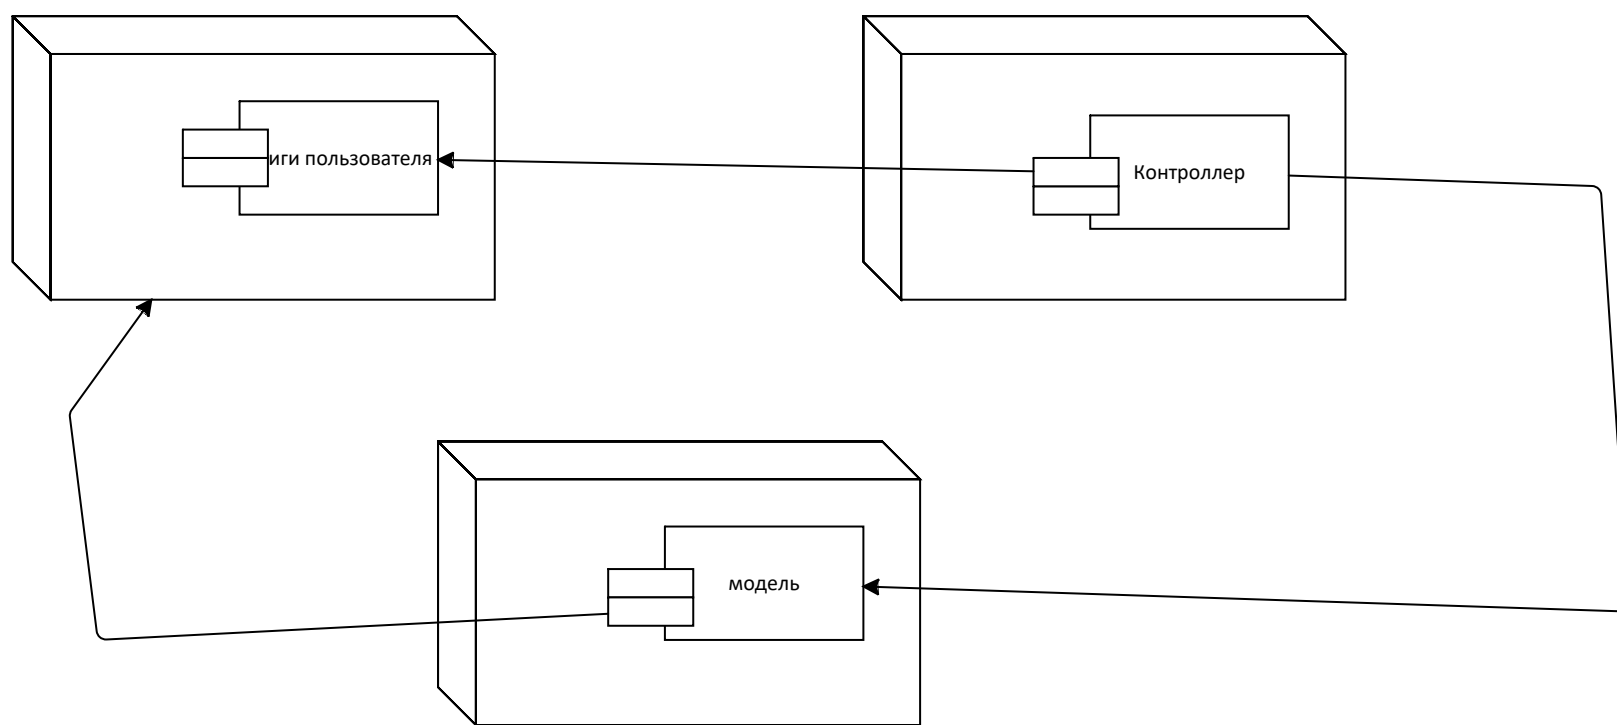 иги пользователя
Контроллер
модель